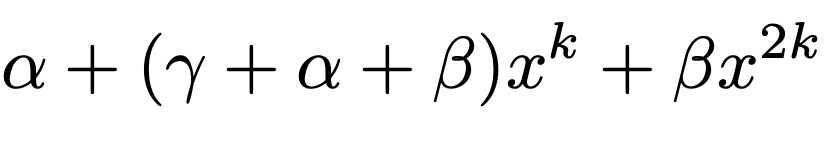 α + (γ + α + β)x^k + βx^{2k}